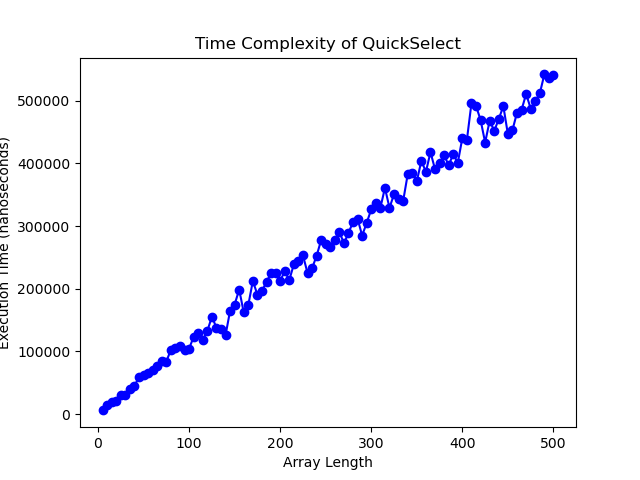 Time Complexity of QuickSelect
Execution Time (nanoseconds)
500000
400000
300000
200000
100000
0
0 100 200 300 400 500
Array Length